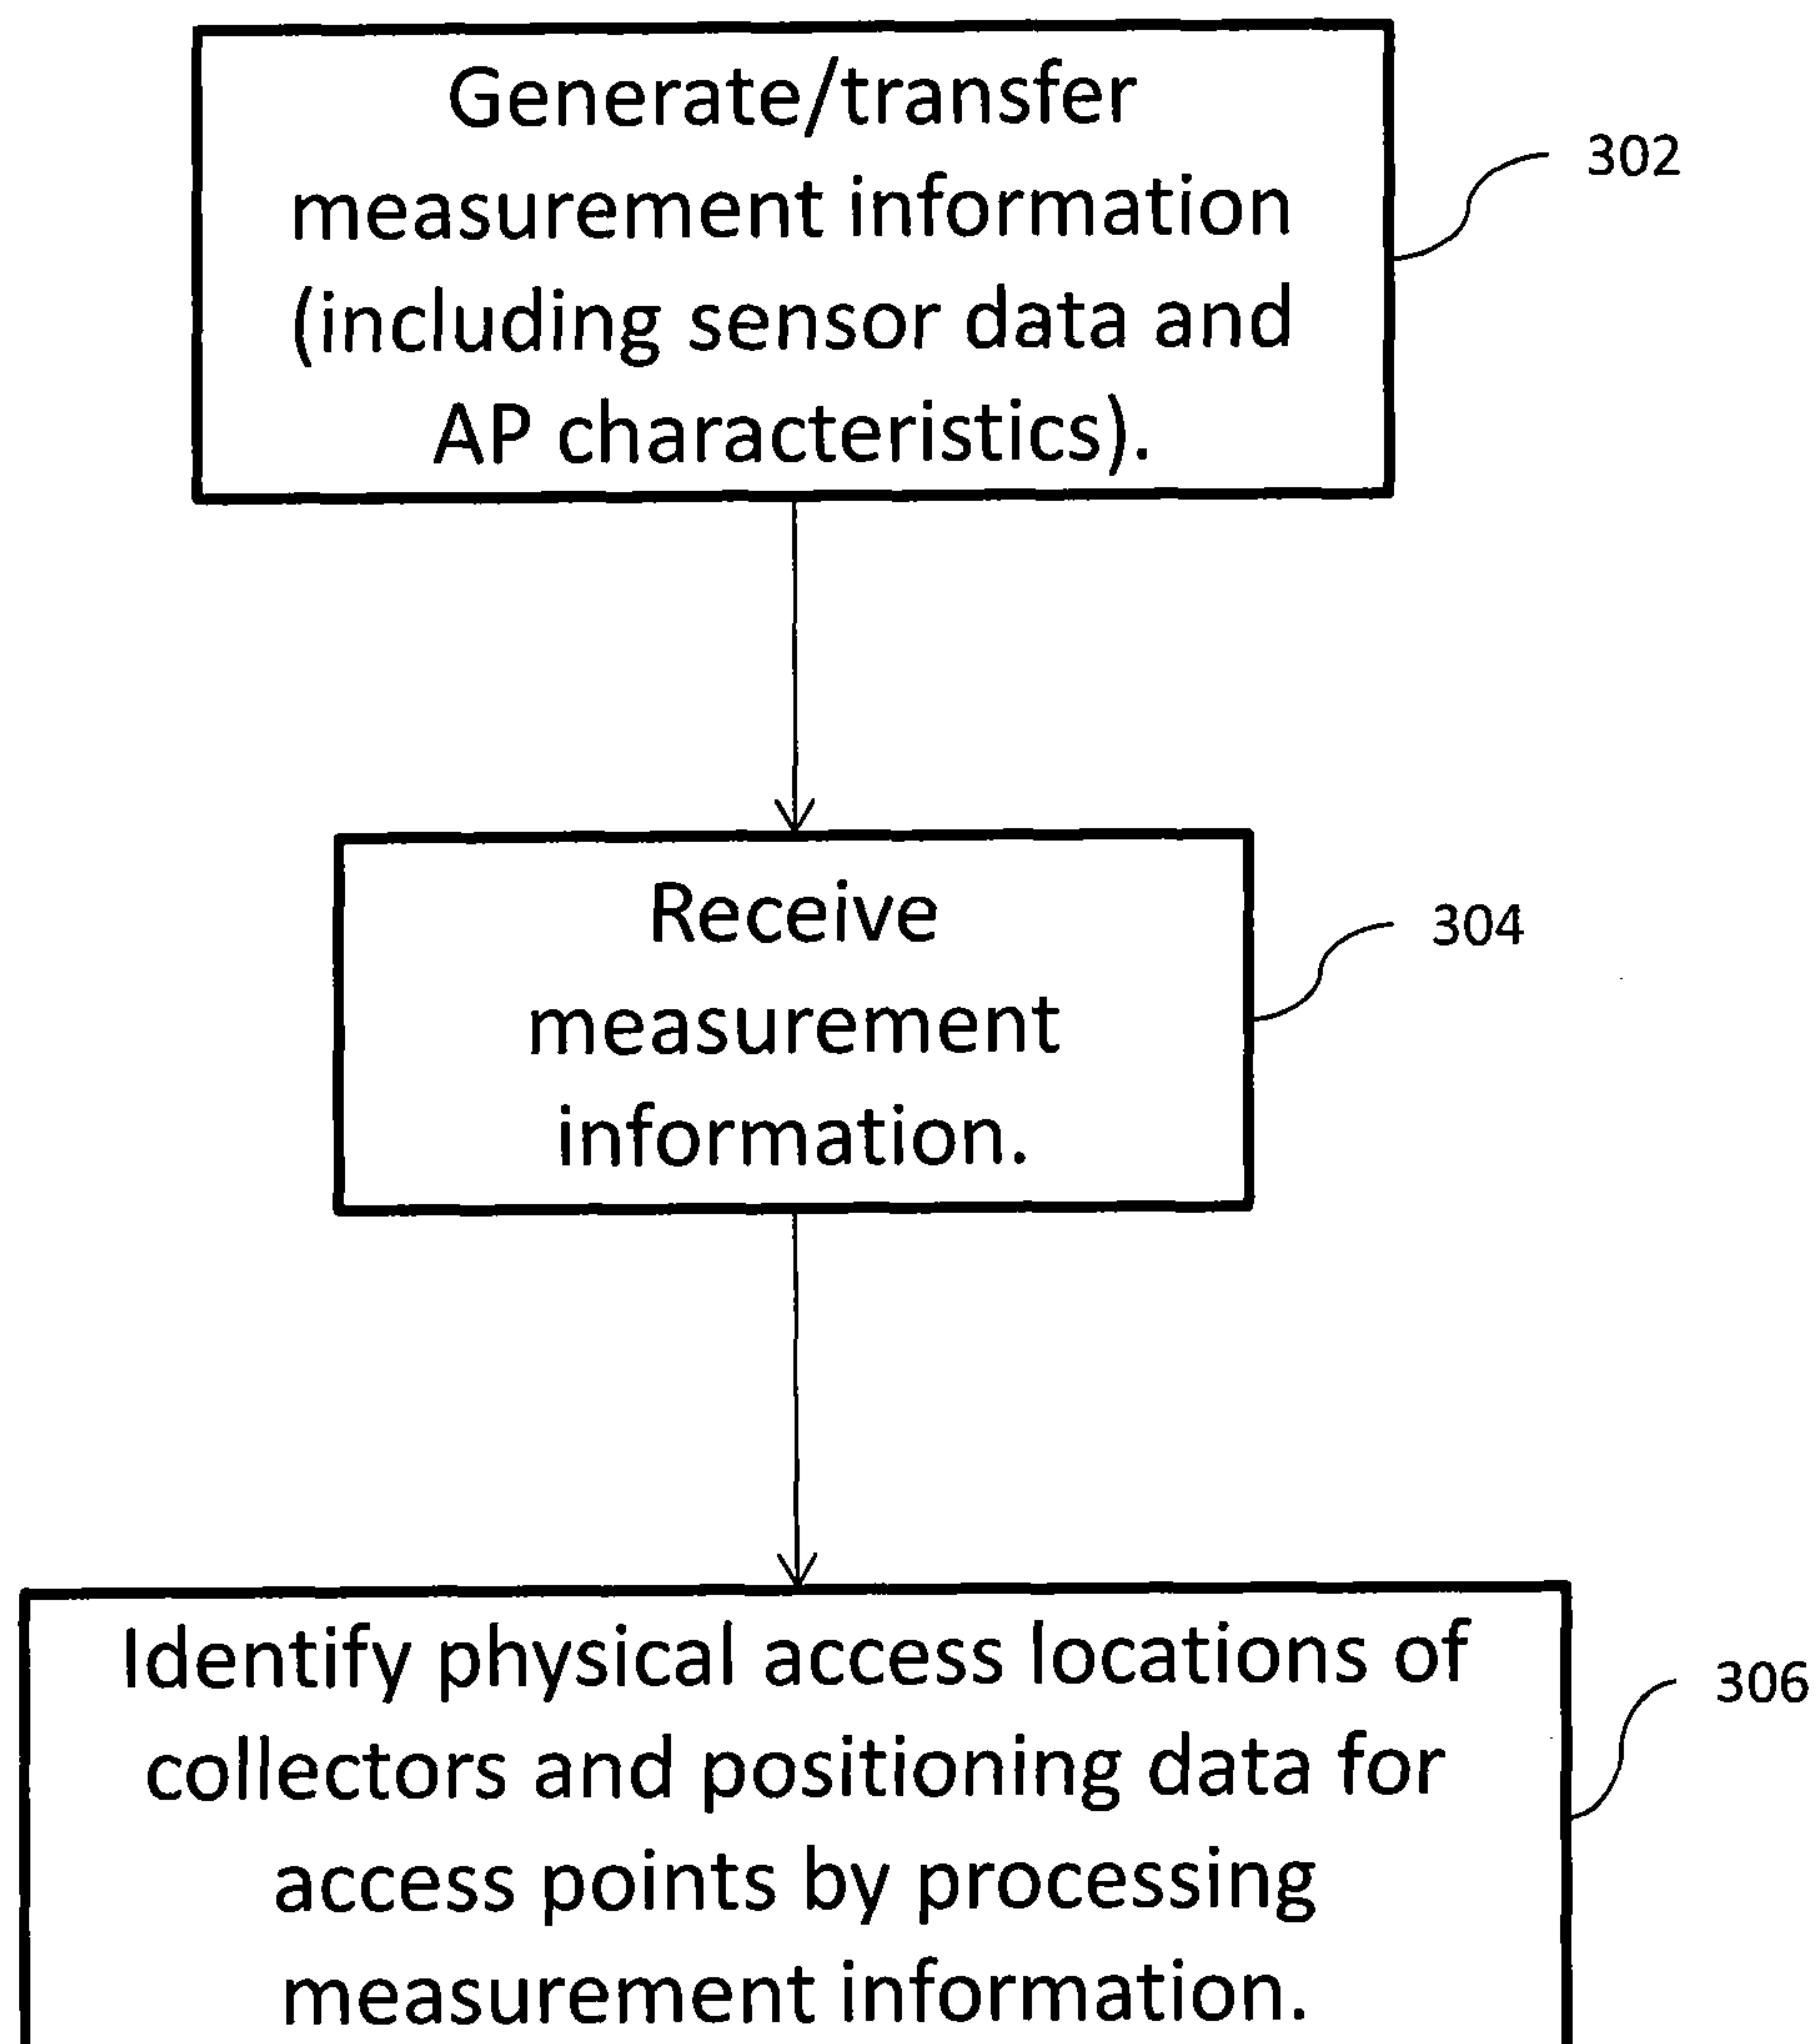 Generate/transfer
measurement information
(including sensor data and
AP characteristics).
302
Receive
measurement
information.
304
Identify physical access locations of
collectors and positioning data for
access points by processing
measurement information.
306